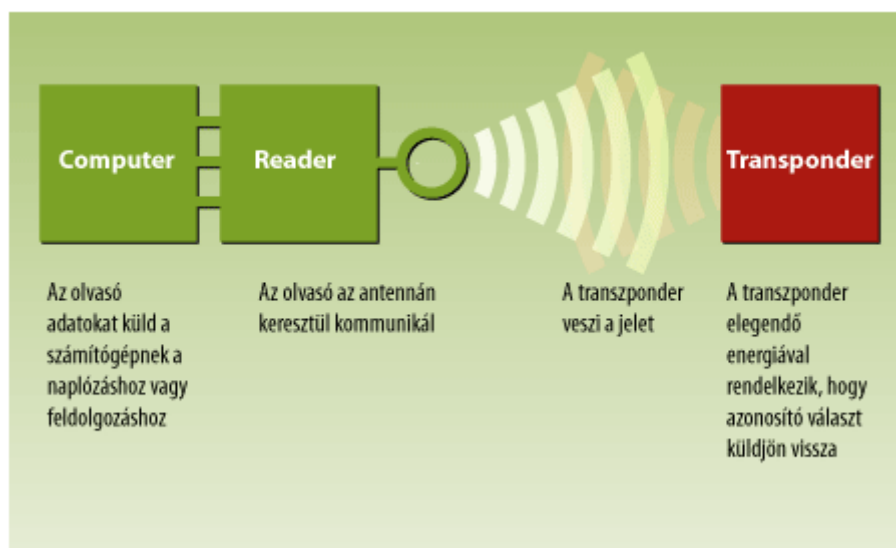 Computer
Reader
Transponder
Az olvasó
adatokat küld a
számítógépnek a
naplózáshoz vagy
feldolgozáshoz
Az olvasó az antennán
keresztül kommunikál
A transzponder
veszi a jelet
A transzponder
elegendő
energiával
rendelkezik, hogy
azonosító választ
küldjön vissza